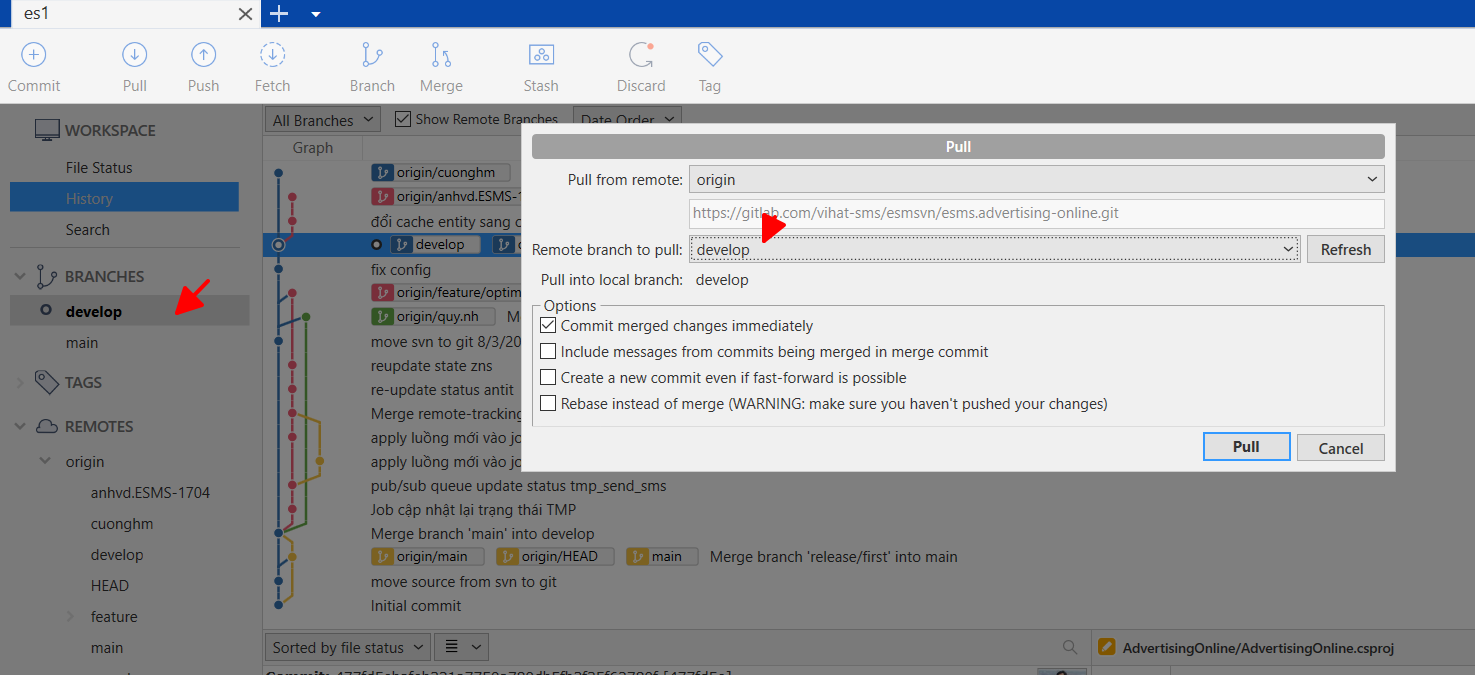 es1
Commit Pull Push Fetch Branch Merge Stash Discard Tag
WORKSPACE
File Status
History
Search
BRANCHES
develop
main
TAGS
REMOTES
origin
anhvd.ESMS-1704
cuonghm
develop
HEAD
feature
main
All Branches Show Remote Branches Date Order
Graph
origin/cuonghm
origin/anhvd.ESMS-1
đổi cache entity sang
develop
fix config
origin/feature/optim
origin/quy.nh M
move svn to git 8/3/20
reupdate state zns
re-update status antit
Merge remote-tracking
apply luồng mới vào
apply luồng mới vào
pub/sub queue update status tmp_send_sms
Job cập nhật lại trạng thái TMP
Merge branch 'main' into develop
origin/main origin/HEAD main Merge branch 'release/first' into main
move source from svn to git
Initial commit
Pull
Pull from remote: origin
https://gitlab.com/vihat-sms/esmsvn/esms.advertising-online.git
Remote branch to pull: develop Refresh
Pull into local branch: develop
Options
Commit merged changes immediately
Include messages from commits being merged in merge commit
Create a new commit even if fast-forward is possible
Rebase instead of merge (WARNING: make sure you haven't pushed your changes)
Pull Cancel
Sorted by file status
AdvertisingOnline/AdvertisingOnline.csproj